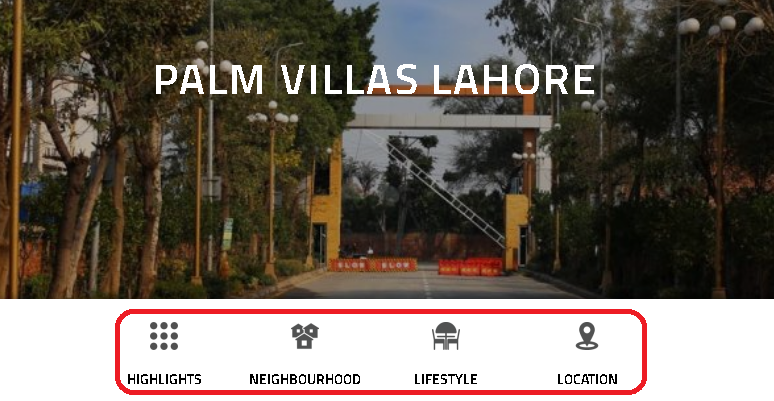 PALM VILLAS LAHORE
SLOW SLOW
HIGHLIGHTS
NEIGHBOURHOOD
LIFESTYLE
LOCATION